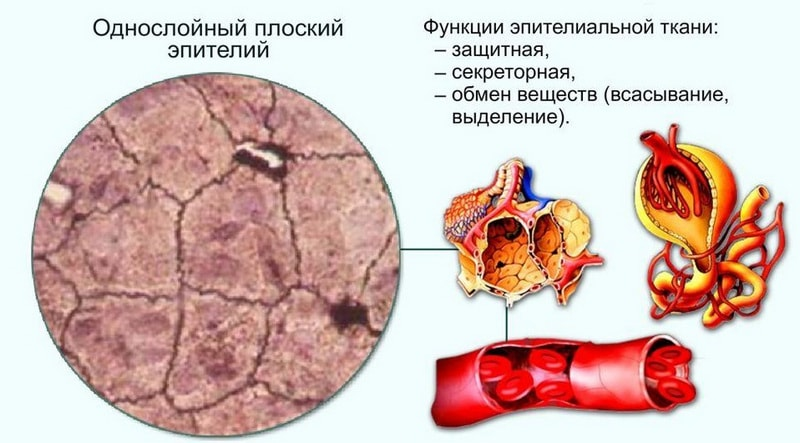 Однослойный плоский
эпителий
Функции эпителиальной ткани:
– защитная,
– секреторная,
– обмен веществ (всасывание,
выделение).